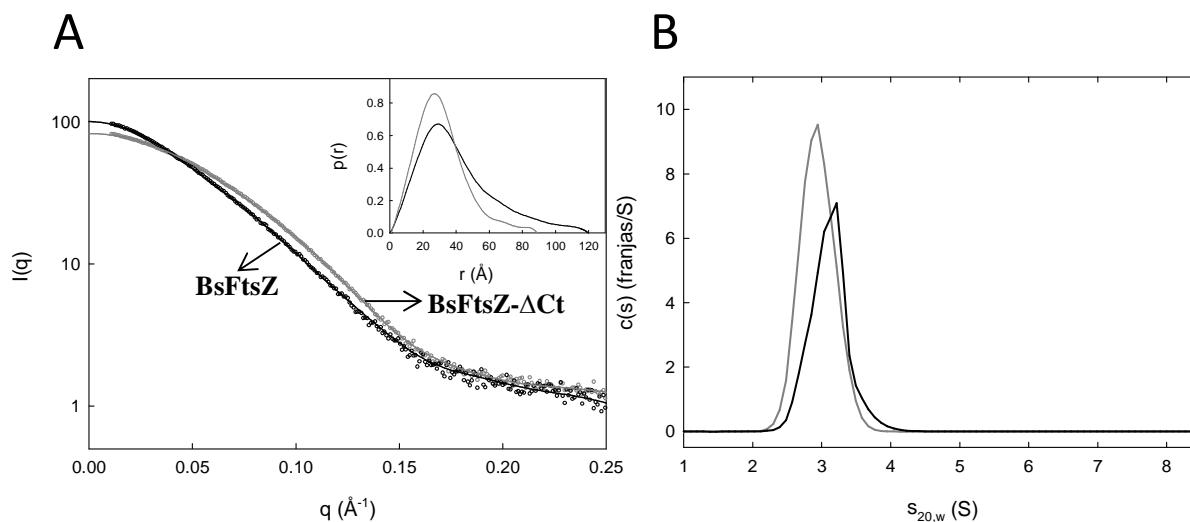 A
B
I(q)
100
10
1
0.00 0.05 0.10 0.15 0.20 0.25
q (Å-1)
BsFtsZ
BsFtsZ-ΔCt
p(r)
0.8
0.6
0.4
0.2
0.0
0 20 40 60 80 100 120
r (Å)
c(s) (franjas/S)
10
8
6
4
2
0
1 2 3 4 5 6 7 8
s20,w (S)